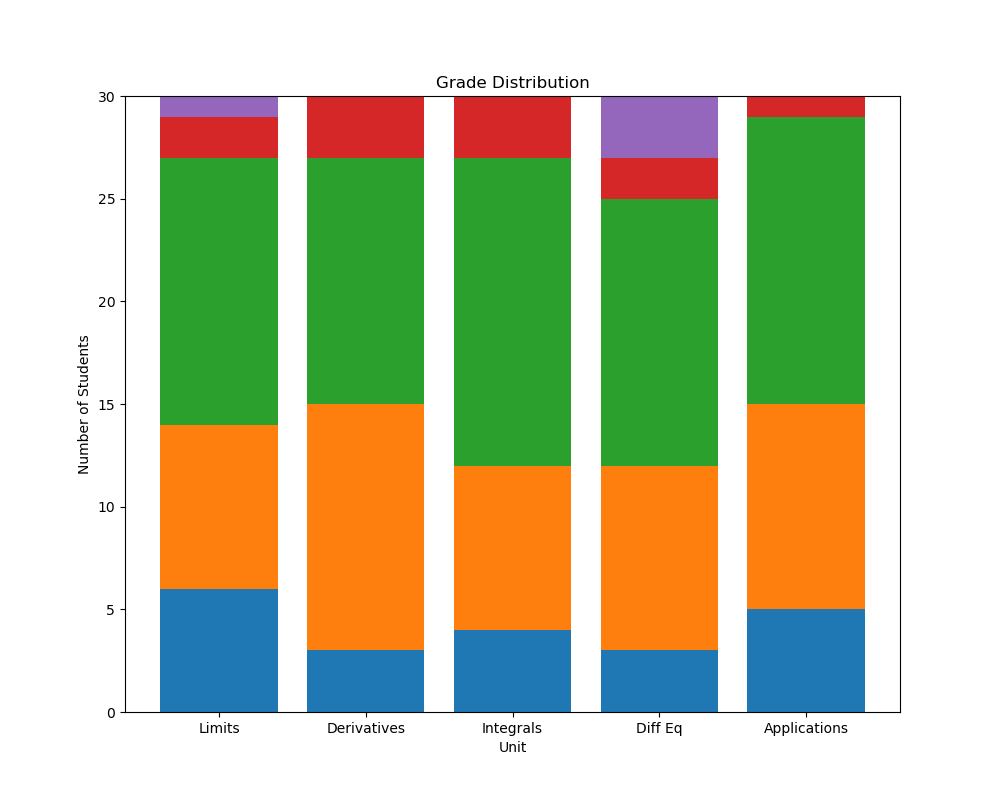 Grade Distribution
30
25
20
15
10
5
0
Number of Students
Limits
Derivatives
Integrals
Diff Eq
Applications
Unit